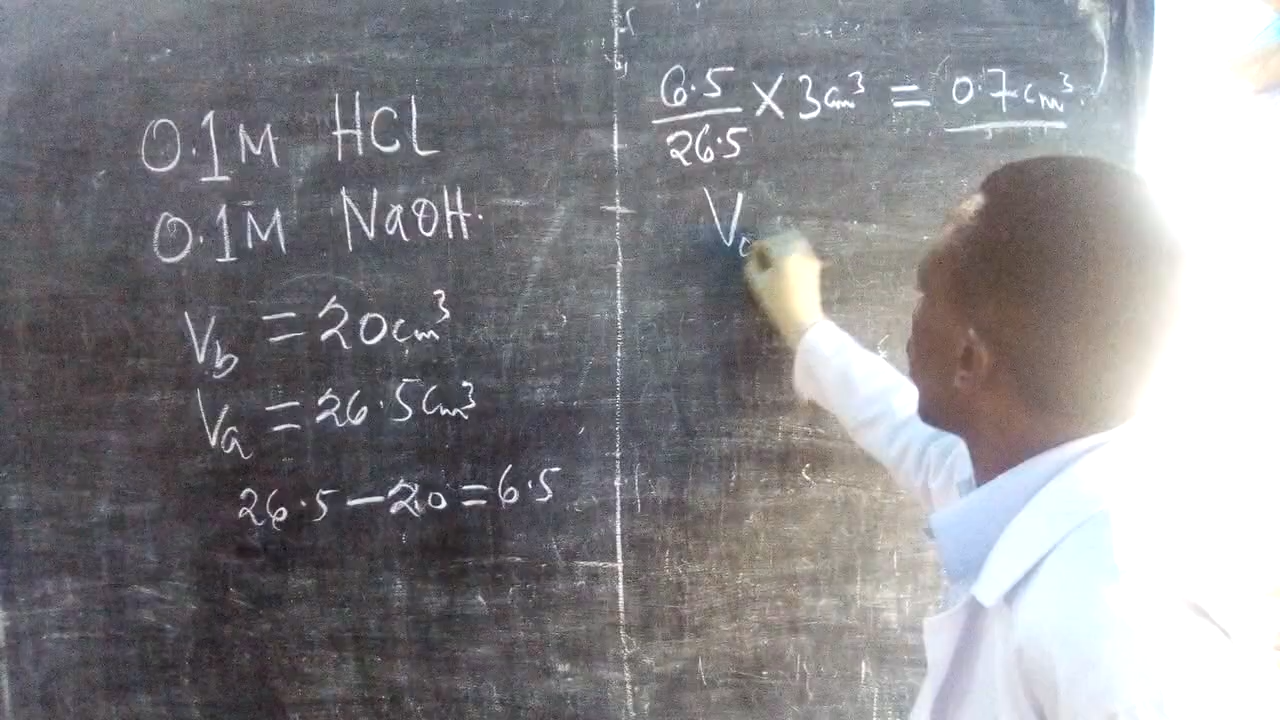 0.1M HCl
0.1M NaOH.
Vb = 20cm³
Va = 26.5cm³
26.5 - 20 = 6.5
6.5/26.5 × 3cm³ = 0.7cm³.
V